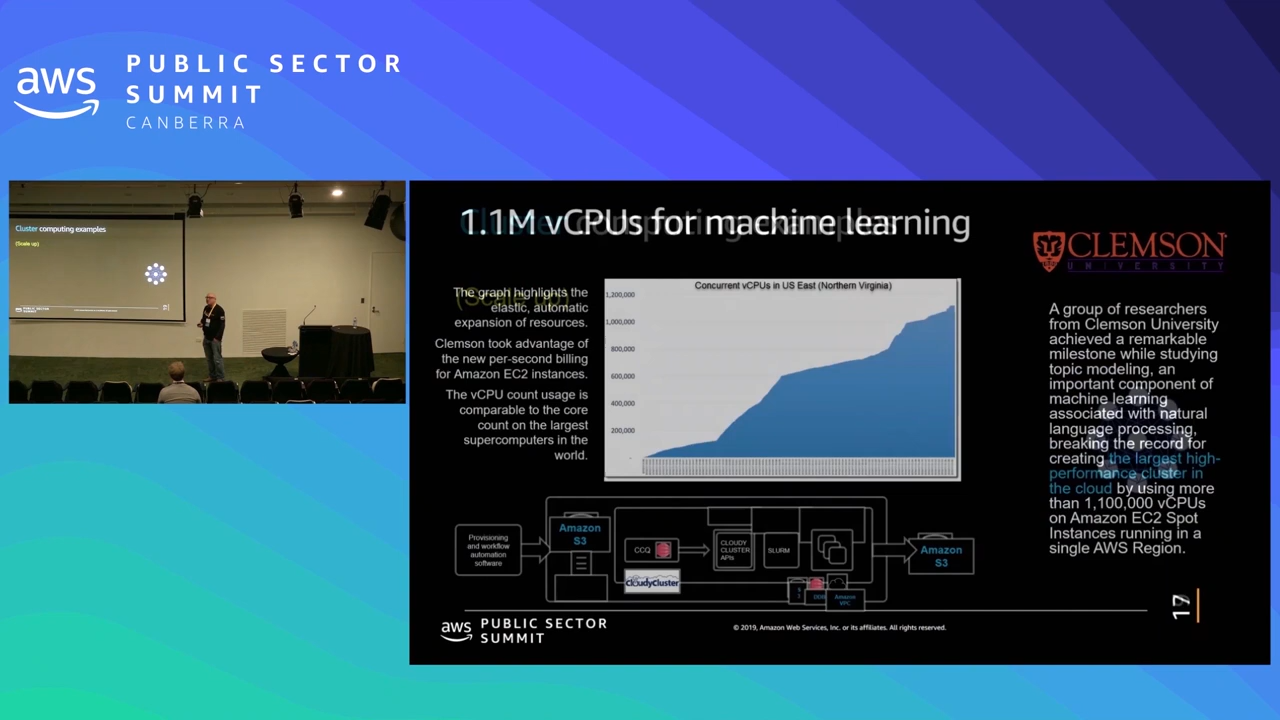 aws
PUBLIC SECTOR
SUMMIT
CANBERRA
Cluster computing examples
(Scale up)
1.1M vCPUs for machine learning
Cluster computing examples
(Scale up)
The graph highlights the
elastic, automatic
expansion of resources.
Clemson took advantage of
the new per-second billing
for Amazon EC2 instances.
The vCPU count usage is
comparable to the core
count on the largest
supercomputers in the
world.
Concurrent vCPUs in US East (Northern Virginia)
1,200,000
1,000,000
800,000
600,000
400,000
200,000
CLEMSON
UNIVERSITY
A group of researchers
from Clemson University
achieved a remarkable
milestone while studying
topic modeling, an
important component of
machine learning
associated with natural
language processing,
breaking the record for
creating the largest high-
performance cluster in
the cloud by using more
than 1,100,000 vCPUs
on Amazon EC2 Spot
Instances running in a
single AWS Region.
Provisioning
and workflow
automation
software
Amazon
S3
CCQ
CloudyCluster
CLOUDY
CLUSTER
APIs
SLURM
Amazon
VPC
Amazon
S3
17
aws
PUBLIC SECTOR
SUMMIT
© 2019, Amazon Web Services, Inc. or its affiliates. All rights reserved.